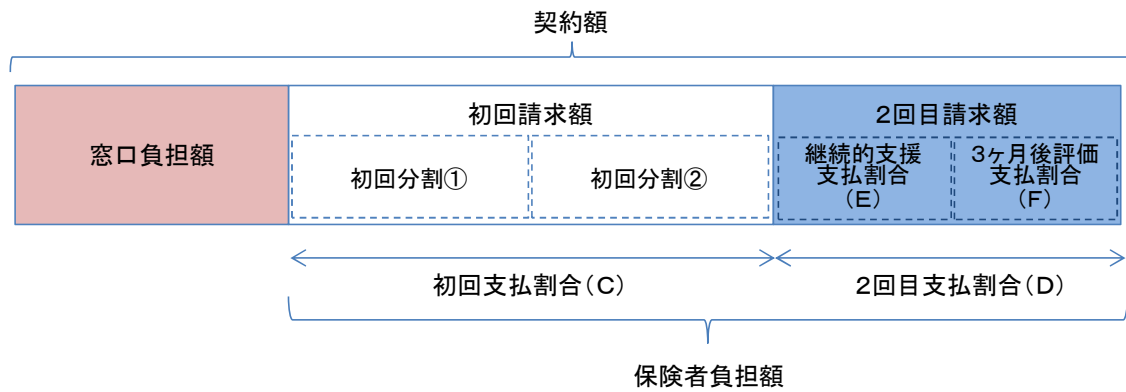 契約額
窓口負担額
初回請求額
初回分割①
初回分割②
2回目請求額
継続的支援
支払割合
（E）
3ヶ月後評価
支払割合
（F）
初回支払割合（C）
2回目支払割合（D）
保険者負担額